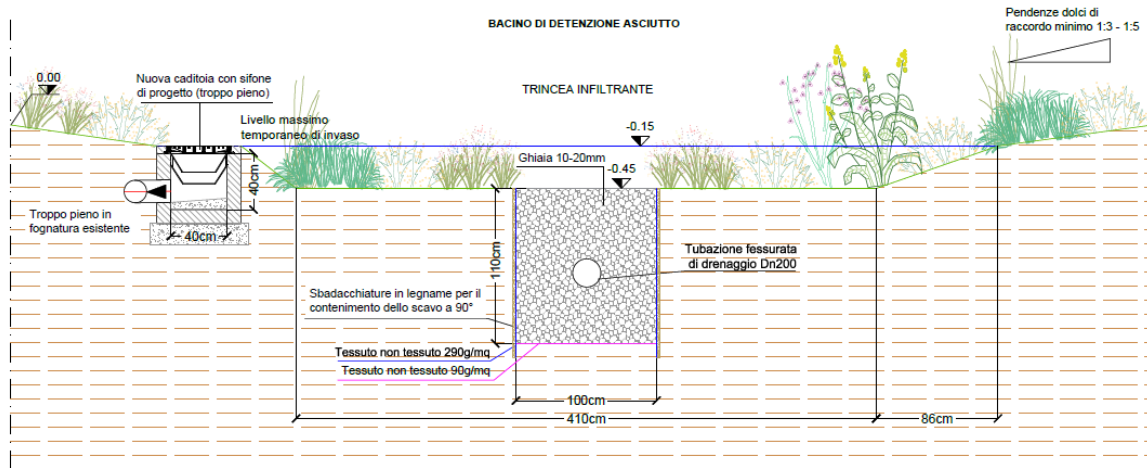 BACINO DI DETENZIONE ASCIUTTO
Pendenze dolci di
raccordo minimo 1:3 - 1:5
0.00
Nuova caditoia con sifone
di progetto (troppo pieno)
TRINCEA INFILTRANTE
Livello massimo
temporaneo di invaso
-0.15
Ghiaia 10-20mm
-0.45
40cm
Troppo pieno in
fognatura esistente
40cm
110cm
Tubazione fessurata
di drenaggio Dn200
Sbadacchiature in legname per il
contenimento dello scavo a 90°
Tessuto non tessuto 290g/mq
Tessuto non tessuto 90g/mq
100cm
410cm
86cm